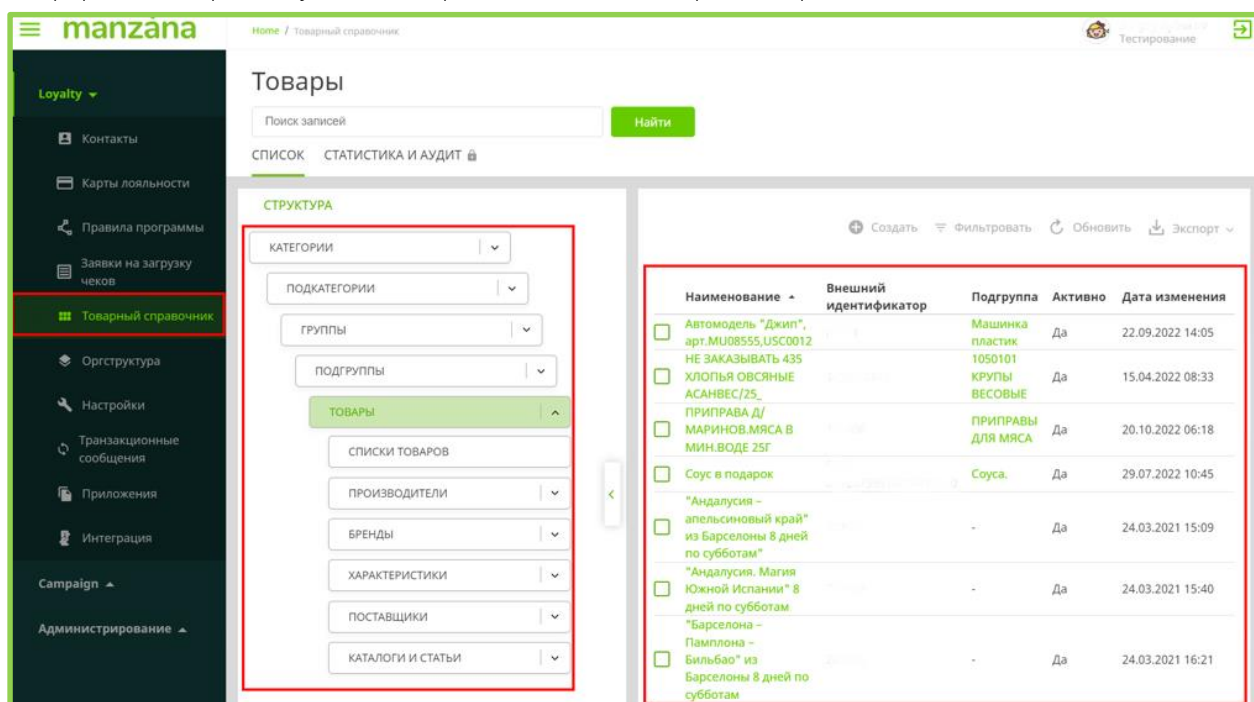 manzána
Home / Товарный справочник
Тестирование
Loyalty
Контакты
Карты лояльности
Правила программы
Заявки на загрузку
чеков
Товарный справочник
Оргструктура
Настройки
Транзакционные
сообщения
Приложения
Интеграция
Campaign
Администрирование
Товары
Поиск записей
Найти
СПИСОК СТАТИСТИКА И АУДИТ
СТРУКТУРА
КАТЕГОРИИ
ПОДКАТЕГОРИИ
ГРУППЫ
ПОДГРУППЫ
ТОВАРЫ
СПИСКИ ТОВАРОВ
ПРОИЗВОДИТЕЛИ
БРЕНДЫ
ХАРАКТЕРИСТИКИ
ПОСТАВЩИКИ
КАТАЛОГИ И СТАТЬИ
Создать Фильтровать Обновить Экспорт
Наименование Внешний идентификатор Подгруппа Активно Дата изменения
Автомодель "Джип", Машинка
арт.MU08555,USC0012 пластик Да 22.09.2022 14:05
НЕ ЗАКАЗЫВАТЬ 435 1050101
ХЛОПЬЯ ОВСЯНЫЕ КРУПЫ Да 15.04.2022 08:33
АСАНВЕС/25_ ВЕСОВЫЕ
ПРИПРАВА Д/
МАРИНОВ.МЯСА В ПРИПРАВЫ Да 20.10.2022 06:18
МИН.ВОДЕ 25Г ДЛЯ МЯСА
Соус в подарок Соуса. Да 29.07.2022 10:45
"Андалусия –
апельсиновый край"
из Барселоны 8 дней - Да 24.03.2021 15:09
по субботам"
"Андалусия. Магия
Южной Испании" 8 - Да 24.03.2021 15:40
дней по субботам
"Барселона –
Памплона –
Бильбао" из - Да 24.03.2021 16:21
Барселоны 8 дней по
субботам